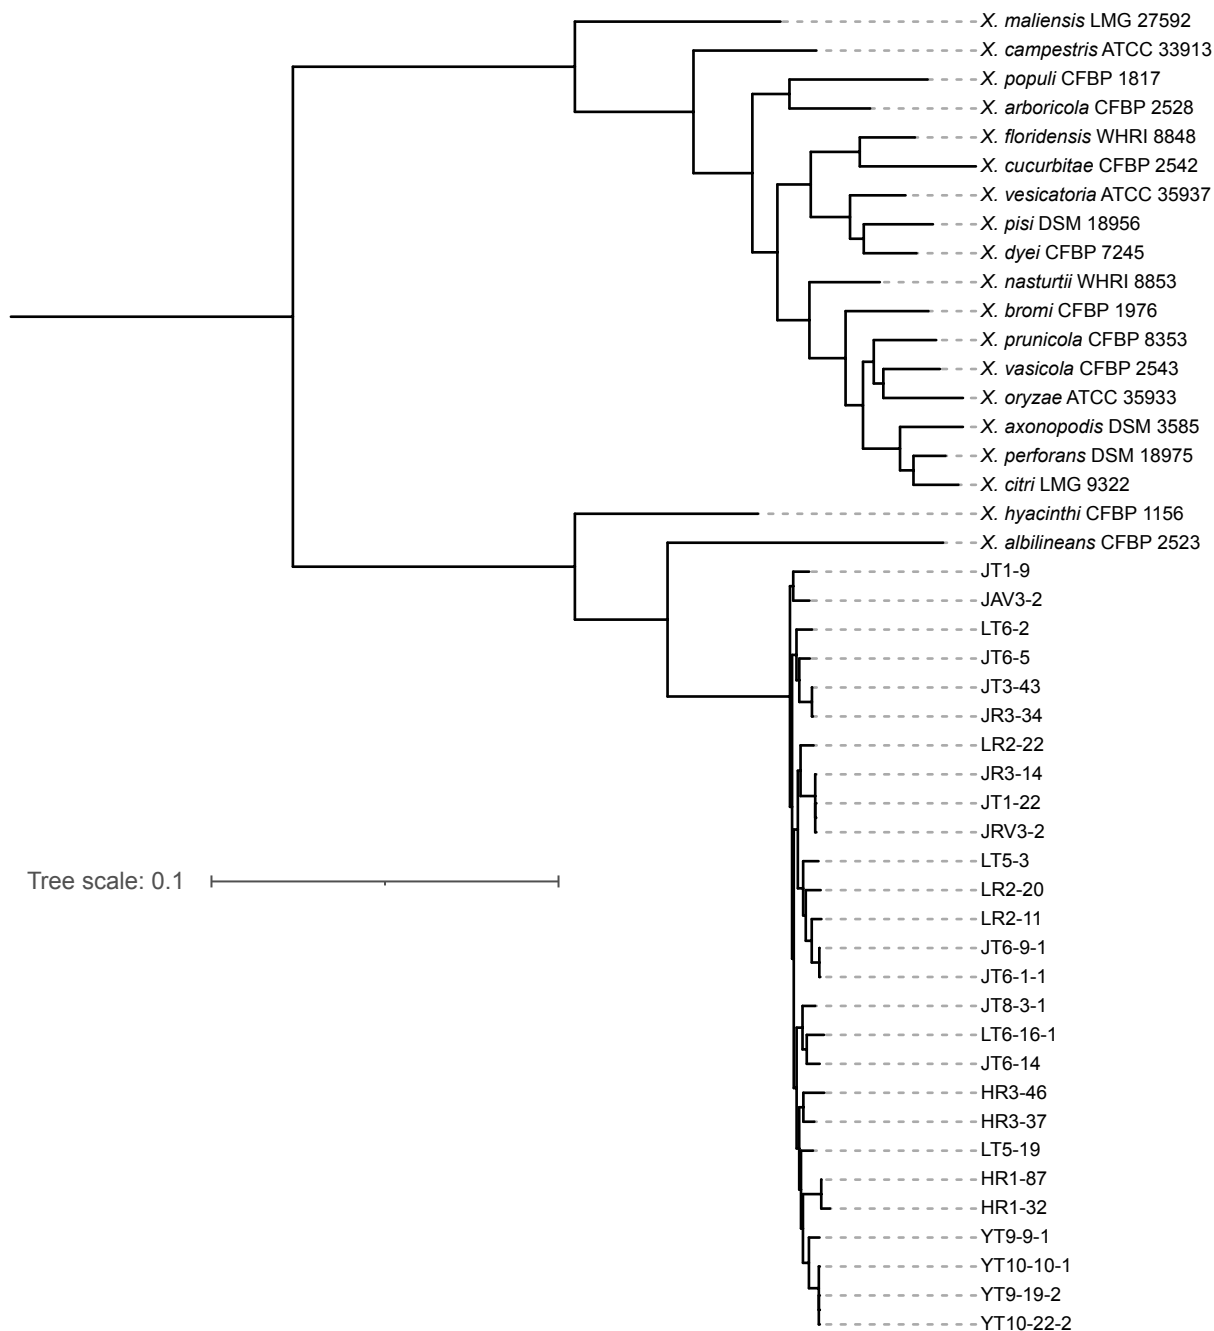 X. maliensis LMG 27592
X. campestris ATCC 33913
X. populi CFBP 1817
X. arboricola CFBP 2528
X. floridensis WHRI 8848
X. cucurbitae CFBP 2542
X. vesicatoria ATCC 35937
X. pisi DSM 18956
X. dyei CFBP 7245
X. nasturtii WHRI 8853
X. bromi CFBP 1976
X. prunicola CFBP 8353
X. vasicola CFBP 2543
X. oryzae ATCC 35933
X. axonopodis DSM 3585
X. perforans DSM 18975
X. citri LMG 9322
X. hyacinthi CFBP 1156
X. albilineans CFBP 2523
JT1-9
JAV3-2
LT6-2
JT6-5
JT3-43
JR3-34
LR2-22
JR3-14
JT1-22
JRV3-2
LT5-3
Tree scale: 0.1
LR2-20
LR2-11
JT6-9-1
JT6-1-1
JT8-3-1
LT6-16-1
JT6-14
HR3-46
HR3-37
LT5-19
HR1-87
HR1-32
YT9-9-1
YT10-10-1
YT9-19-2
YT10-22-2